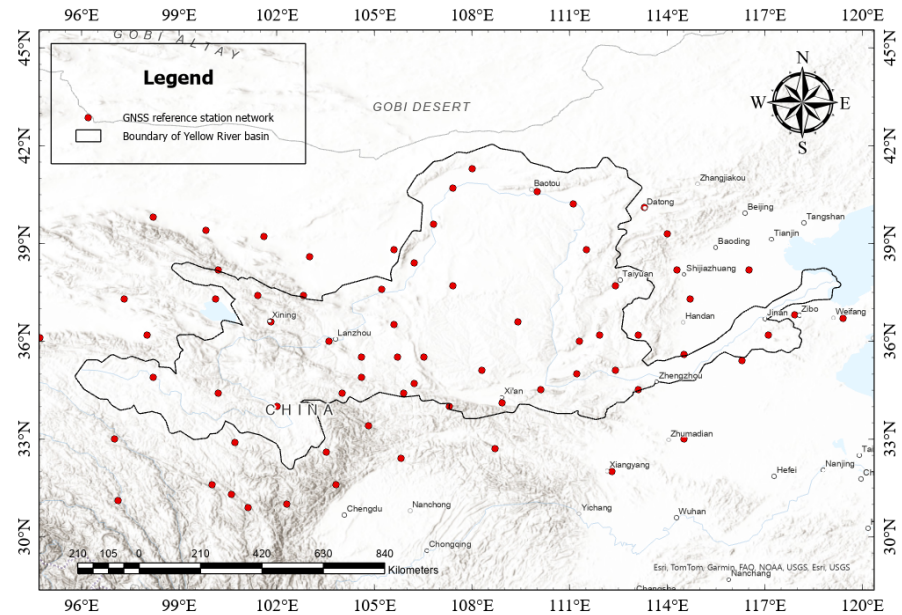 96°E 99°E 102°E 105°E 108°E 111°E 114°E 117°E 120°E
45°N 45°N
GOBI ALTAY
Legend
GNSS reference station network
Boundary of Yellow River basin
GOBI DESERT
N
W E
S
42°N 42°N
Zhangjiakou
Baotou
Datong
Beijing
Tangshan
39°N 39°N
Tianjin
Baoding
Taiyuan
Shijiazhuang
Xining
Handan
Jinan
Zibo
Weifang
Lanzhou
36°N 36°N
Zhengzhou
Xi'an
CHINA
33°N 33°N
Zhumadian
Xiangyang
Hefei
Nanjing
Tai
Ch
Chengdu
Nanchong
Yichang
Wuhan
30°N 30°N
Chongqing
210 105 0 210 420 630 840
Kilometers
Esri, TomTom, Garmin, FAO, NOAA, USGS, Esri, USGS
Nanchang
Changsha
96°E 99°E 102°E 105°E 108°E 111°E 114°E 117°E 120°E